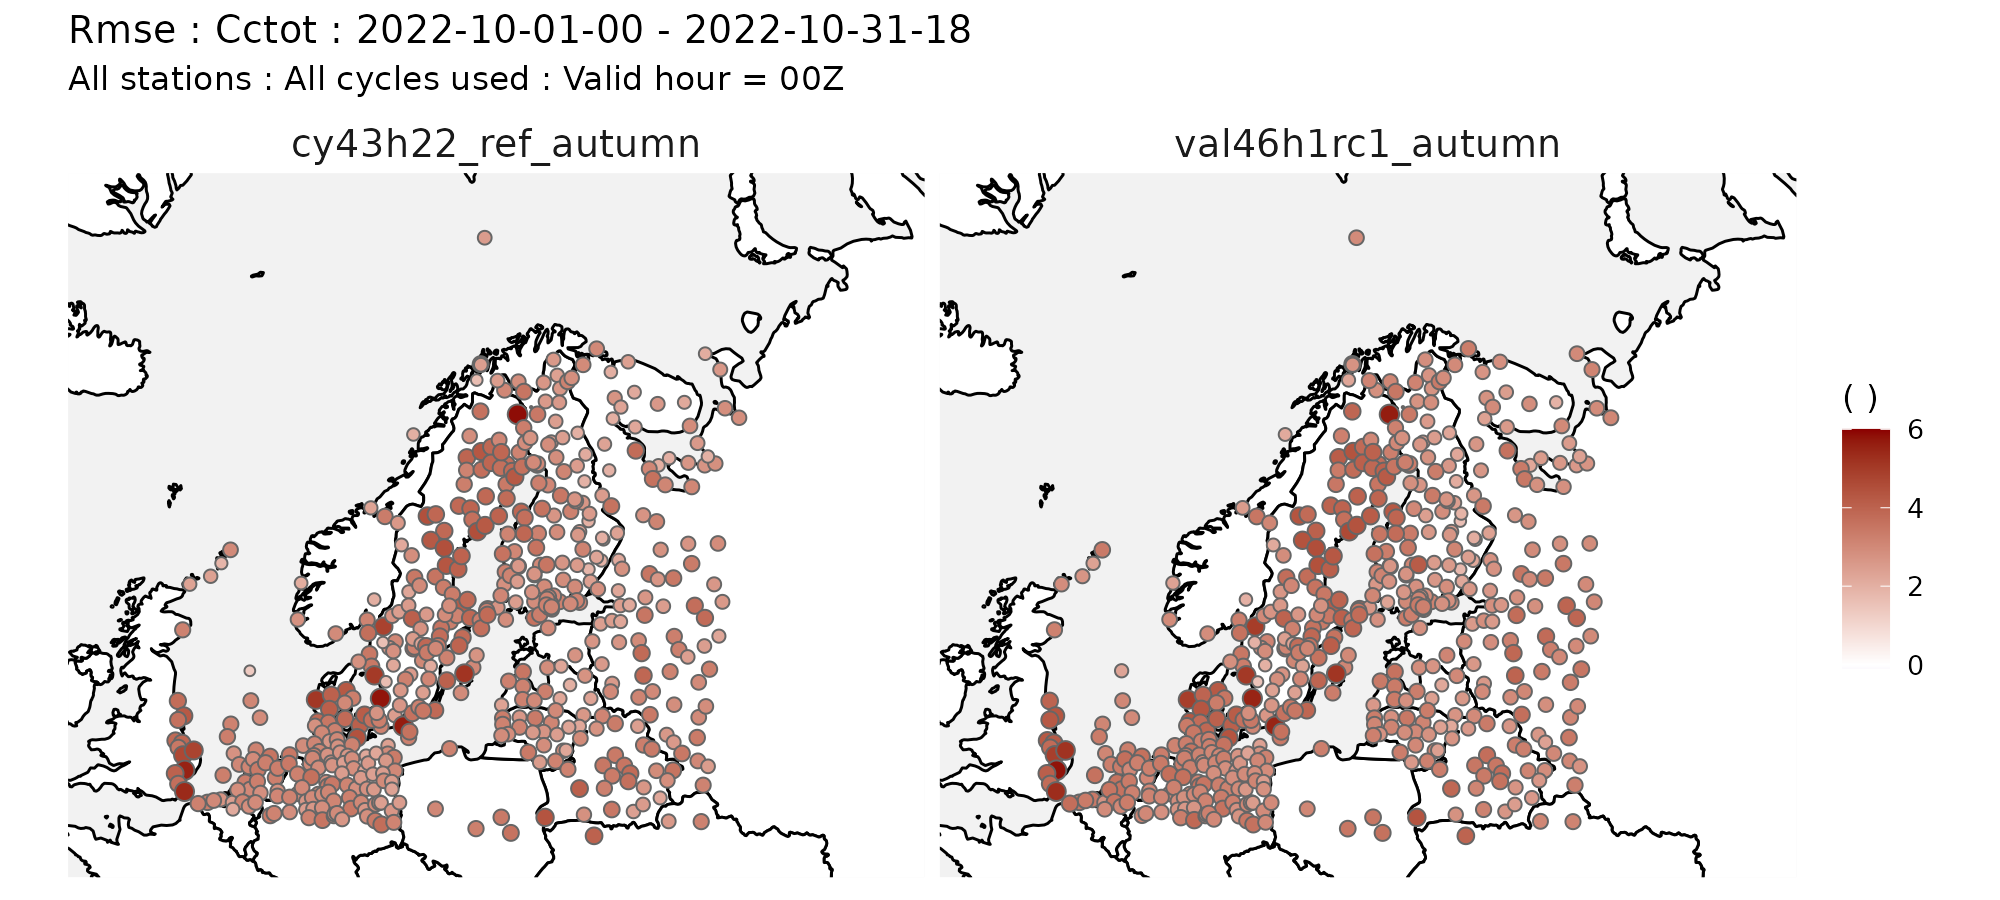 Rmse : Cctot : 2022-10-01-00 - 2022-10-31-18
All stations : All cycles used : Valid hour = 00Z
cy43h22_ref_autumn
val46h1rc1_autumn
( )
6
4
2
0